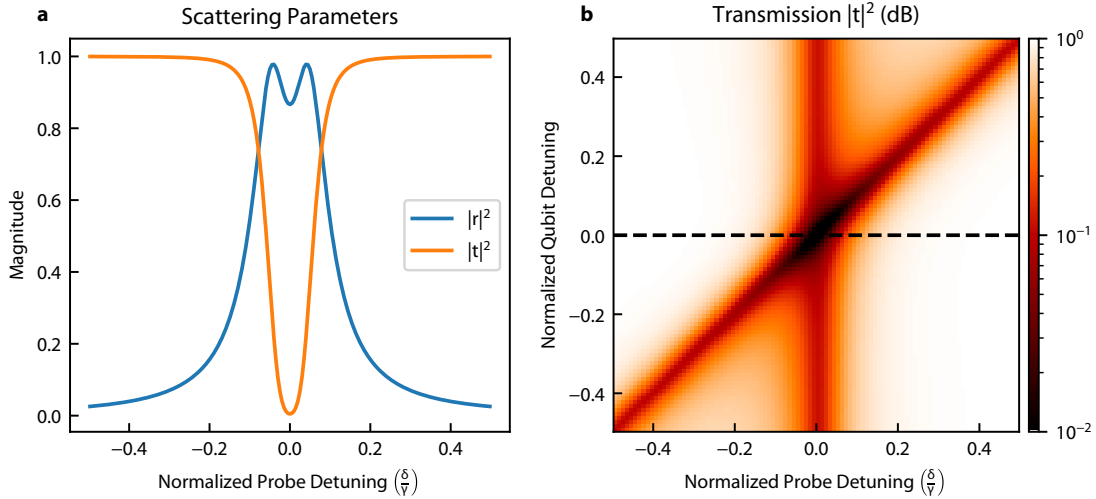 a
Scattering Parameters
1.0
0.8
0.6
0.4
0.2
0.0
Magnitude
|r|²
|t|²
−0.4
−0.2
0.0
0.2
0.4
Normalized Probe Detuning (δ/γ)
b
Transmission |t|² (dB)
0.4
0.2
0.0
−0.2
−0.4
Normalized Qubit Detuning
−0.4
−0.2
0.0
0.2
0.4
Normalized Probe Detuning (δ/γ)
10⁰
10⁻¹
10⁻²